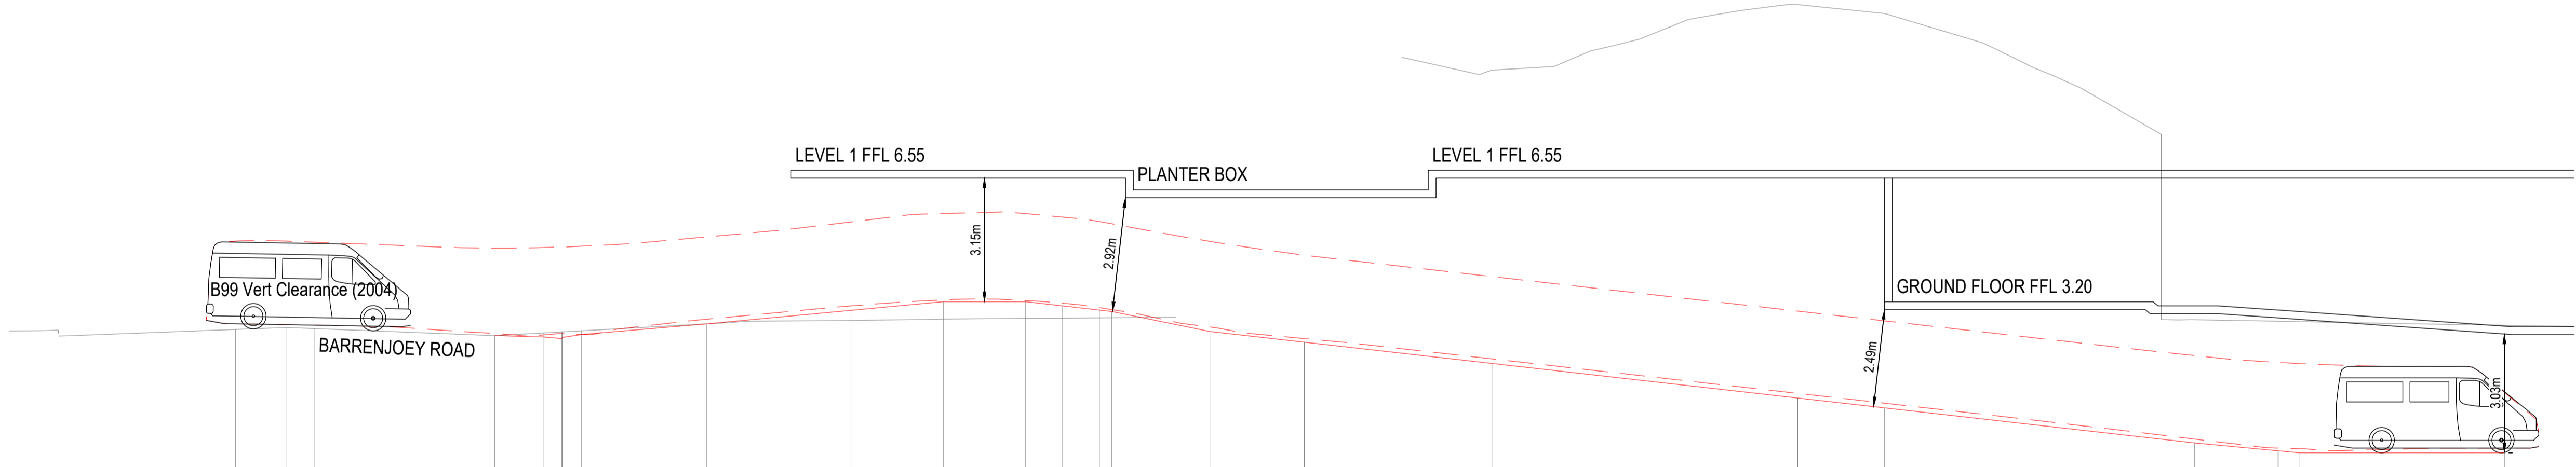 LEVEL 1 FFL 6.55
LEVEL 1 FFL 6.55
PLANTER BOX
3.15m
2.92m
B99 Vert Clearance (2004)
GROUND FLOOR FFL 3.20
BARRENJOEY ROAD
2.49m
3.03m